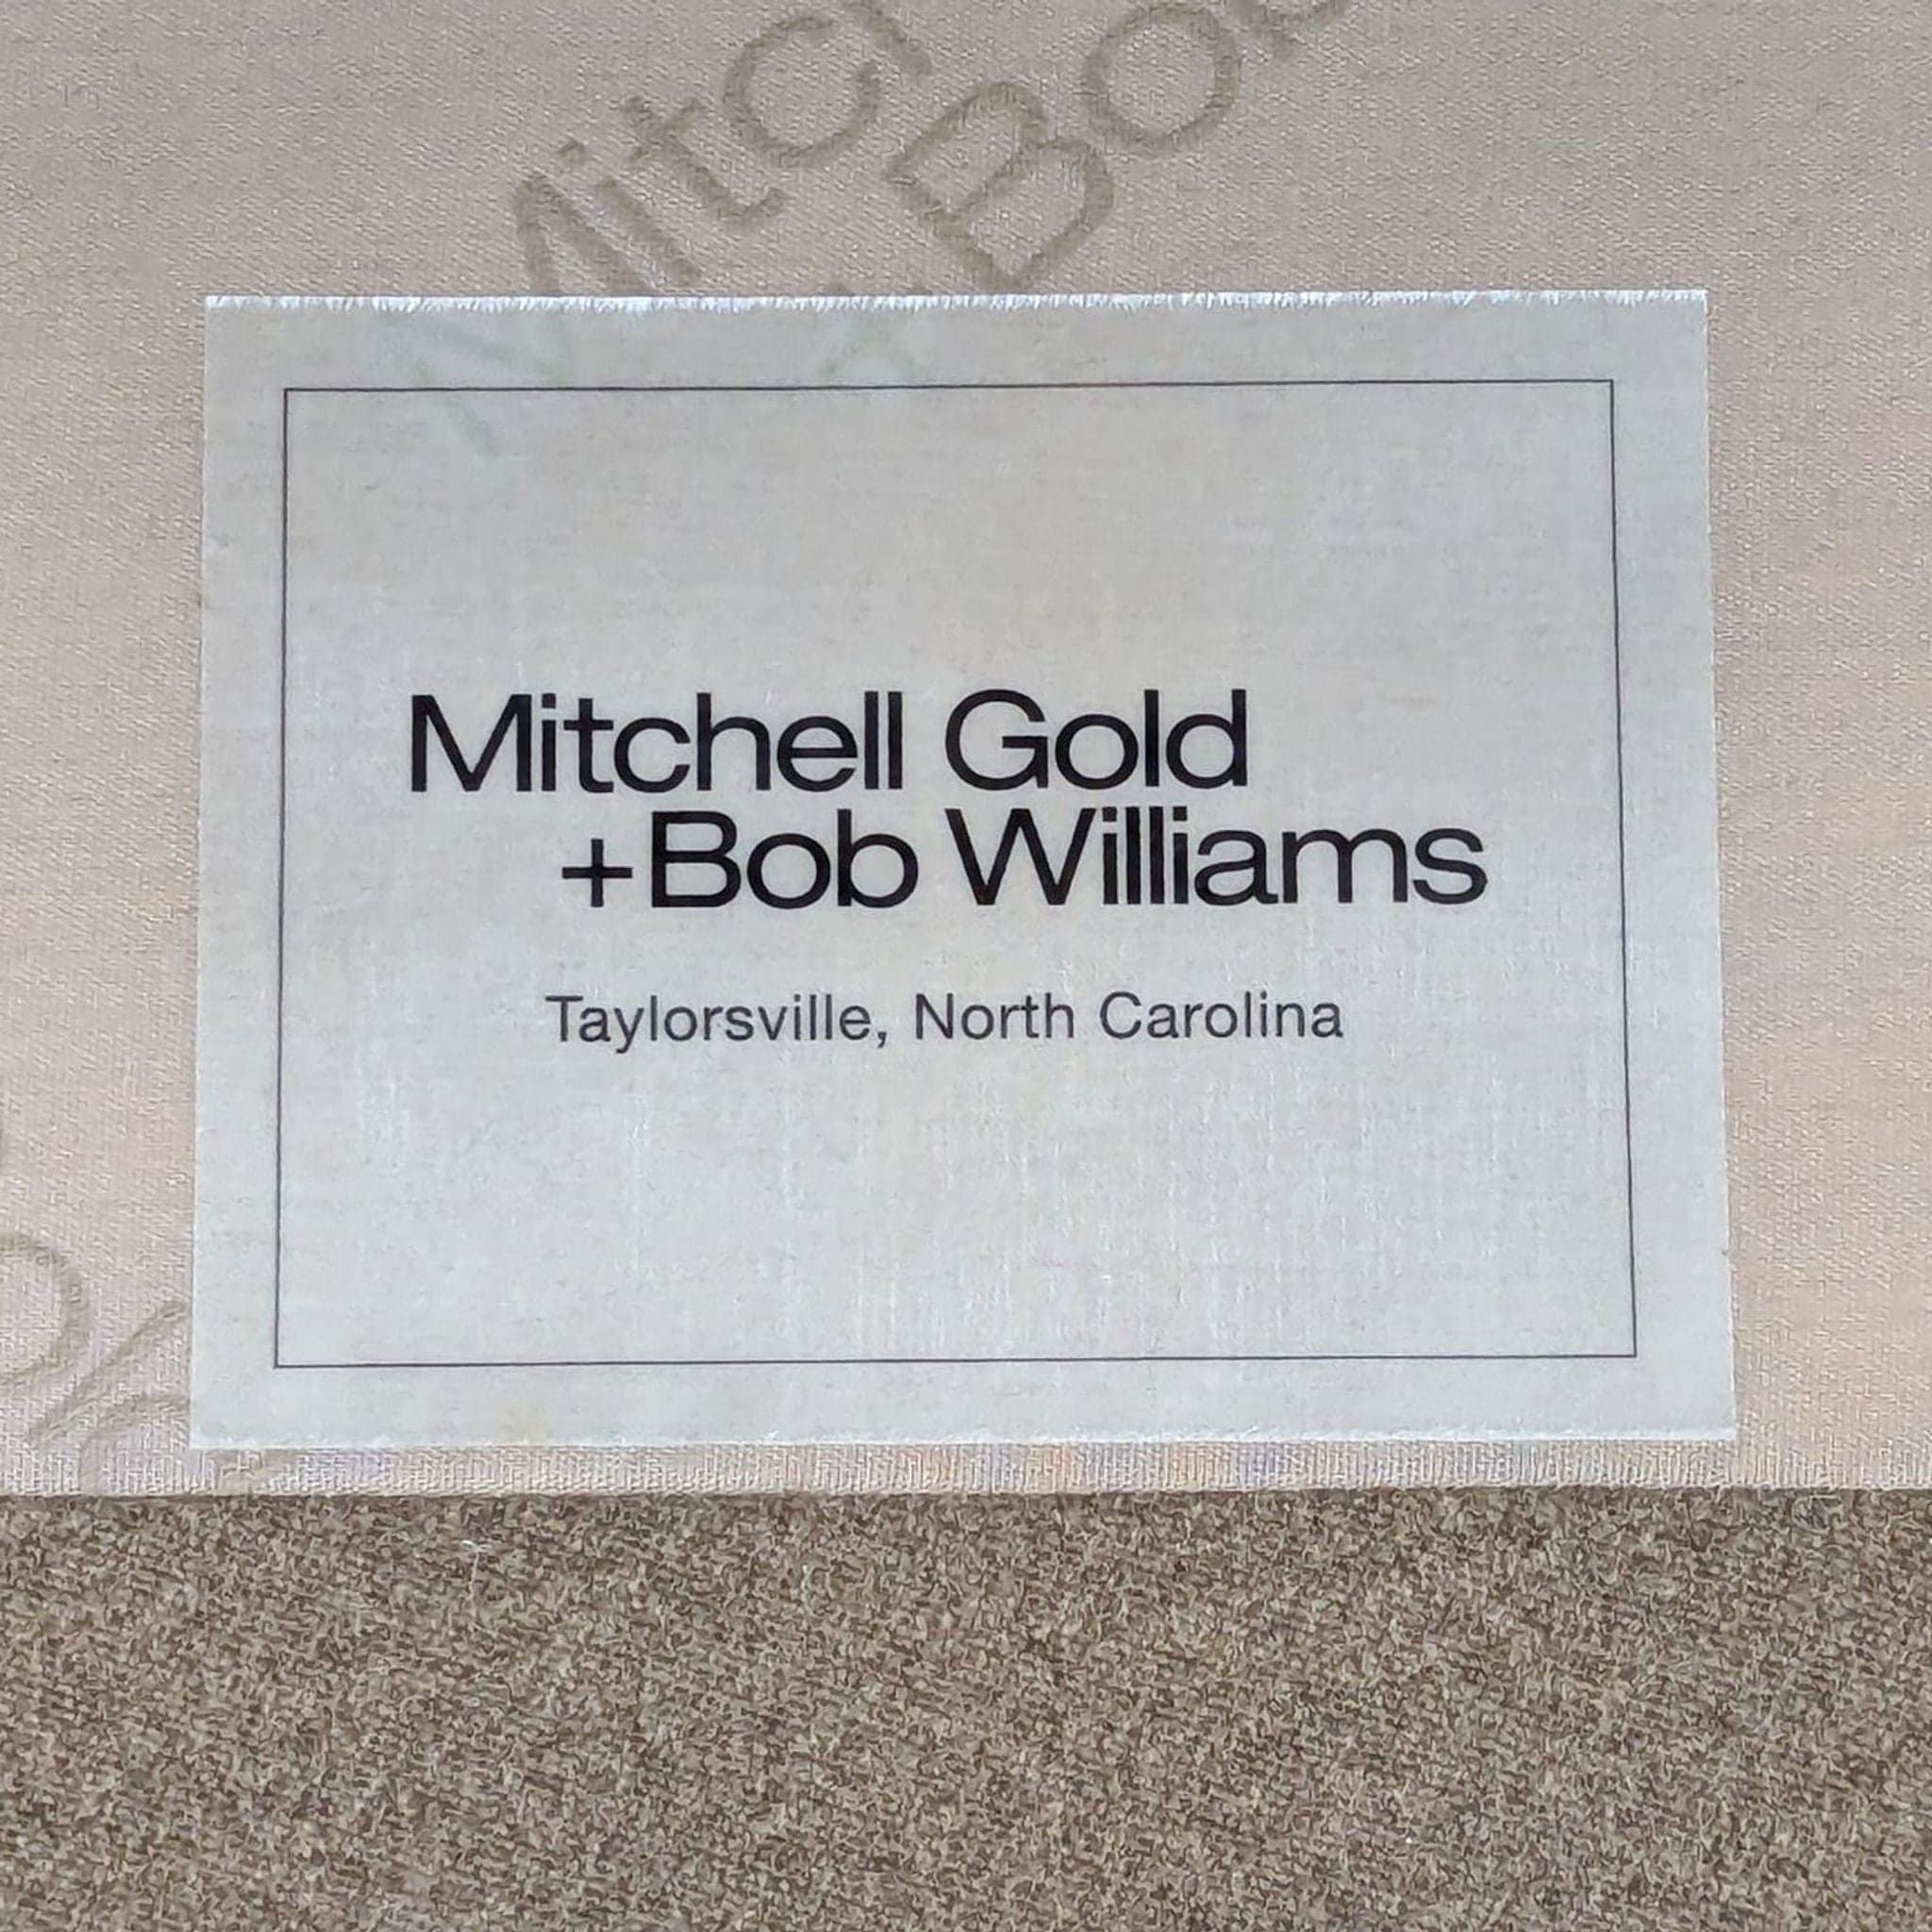 Mitchell Gold
+Bob Williams
Taylorsville, North Carolina